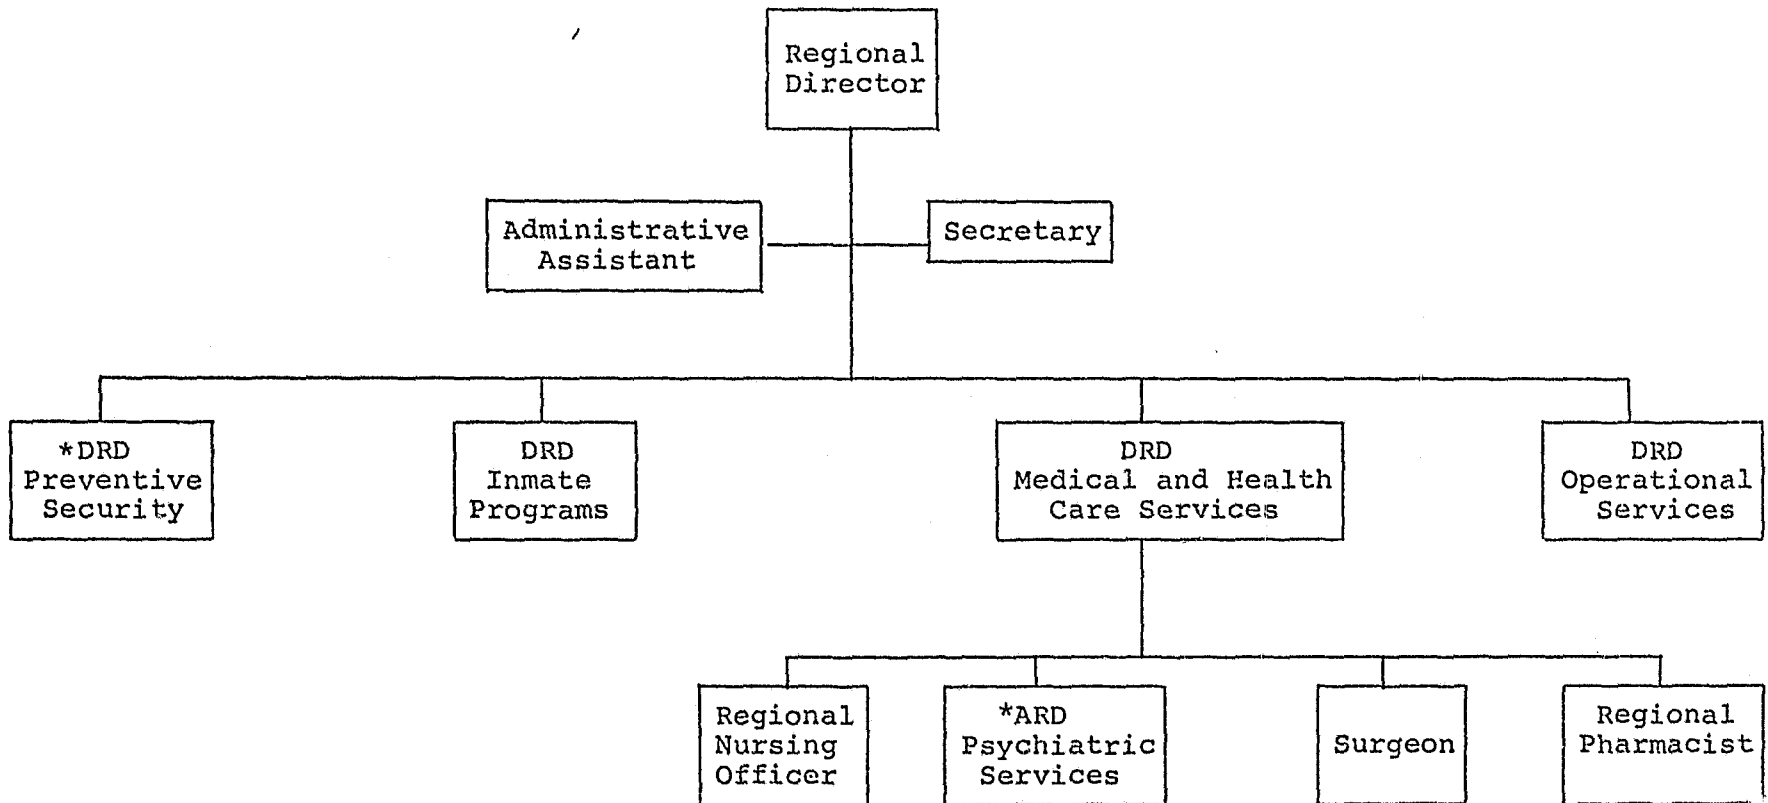 Regional
Director
Administrative
Assistant
Secretary
*DRD
Preventive
Security
DRD
Inmate
Programs
DRD
Medical and Health
Care Services
DRD
Operational
Services
Regional
Nursing
Officer
*ARD
Psychiatric
Services
Surgeon
Regional
Pharmacist